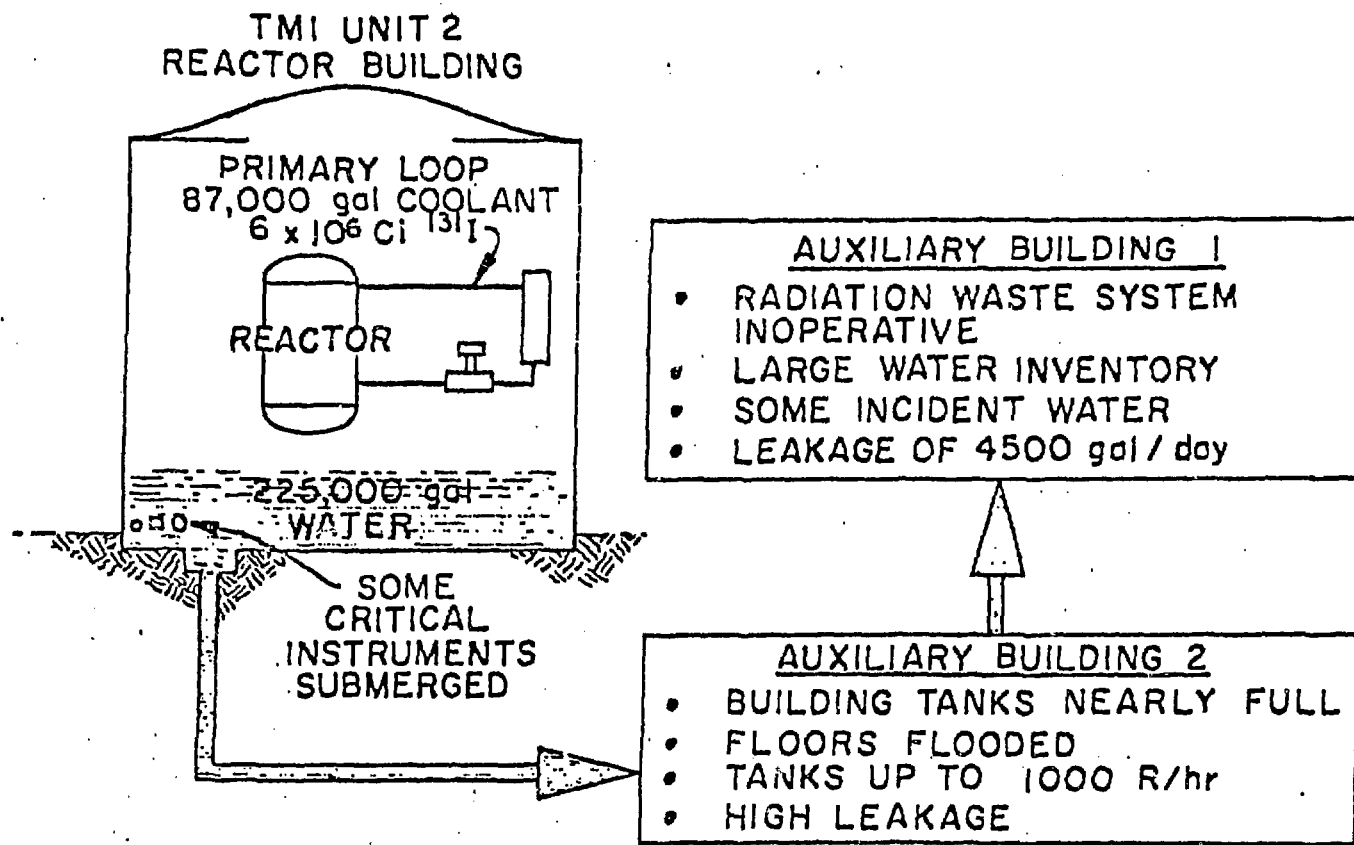 TMI UNIT 2
REACTOR BUILDING
PRIMARY LOOP
87,000 gal COOLANT
6 x 10⁶ Ci ¹³¹I
REACTOR
225,000 gal
WATER
SOME
CRITICAL
INSTRUMENTS
SUBMERGED
AUXILIARY BUILDING 1
• RADIATION WASTE SYSTEM
INOPERATIVE
• LARGE WATER INVENTORY
• SOME INCIDENT WATER
• LEAKAGE OF 4500 gal/day
AUXILIARY BUILDING 2
• BUILDING TANKS NEARLY FULL
• FLOORS FLOODED
• TANKS UP TO 1000 R/hr
• HIGH LEAKAGE